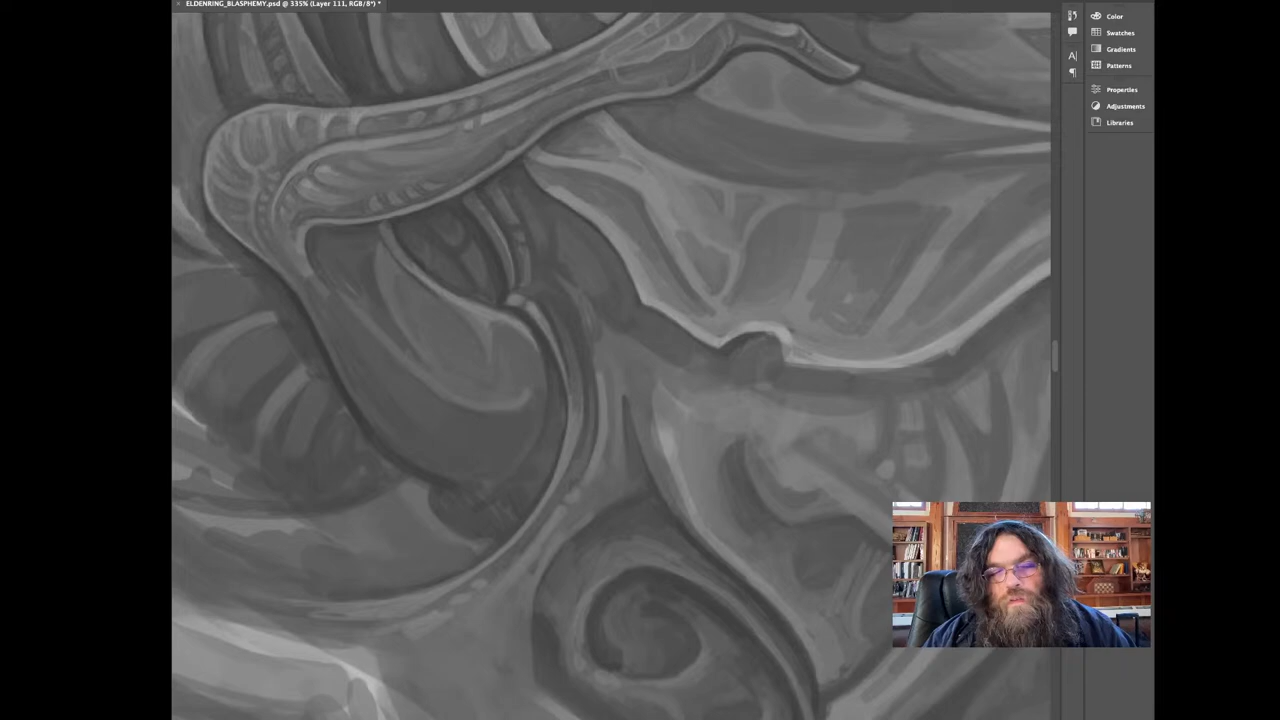 ELDENRING_BLASPHEMY.psd @ 335% (Layer 111, RGB/8*) *
Color
Swatches
Gradients
Patterns
Properties
Adjustments
Libraries